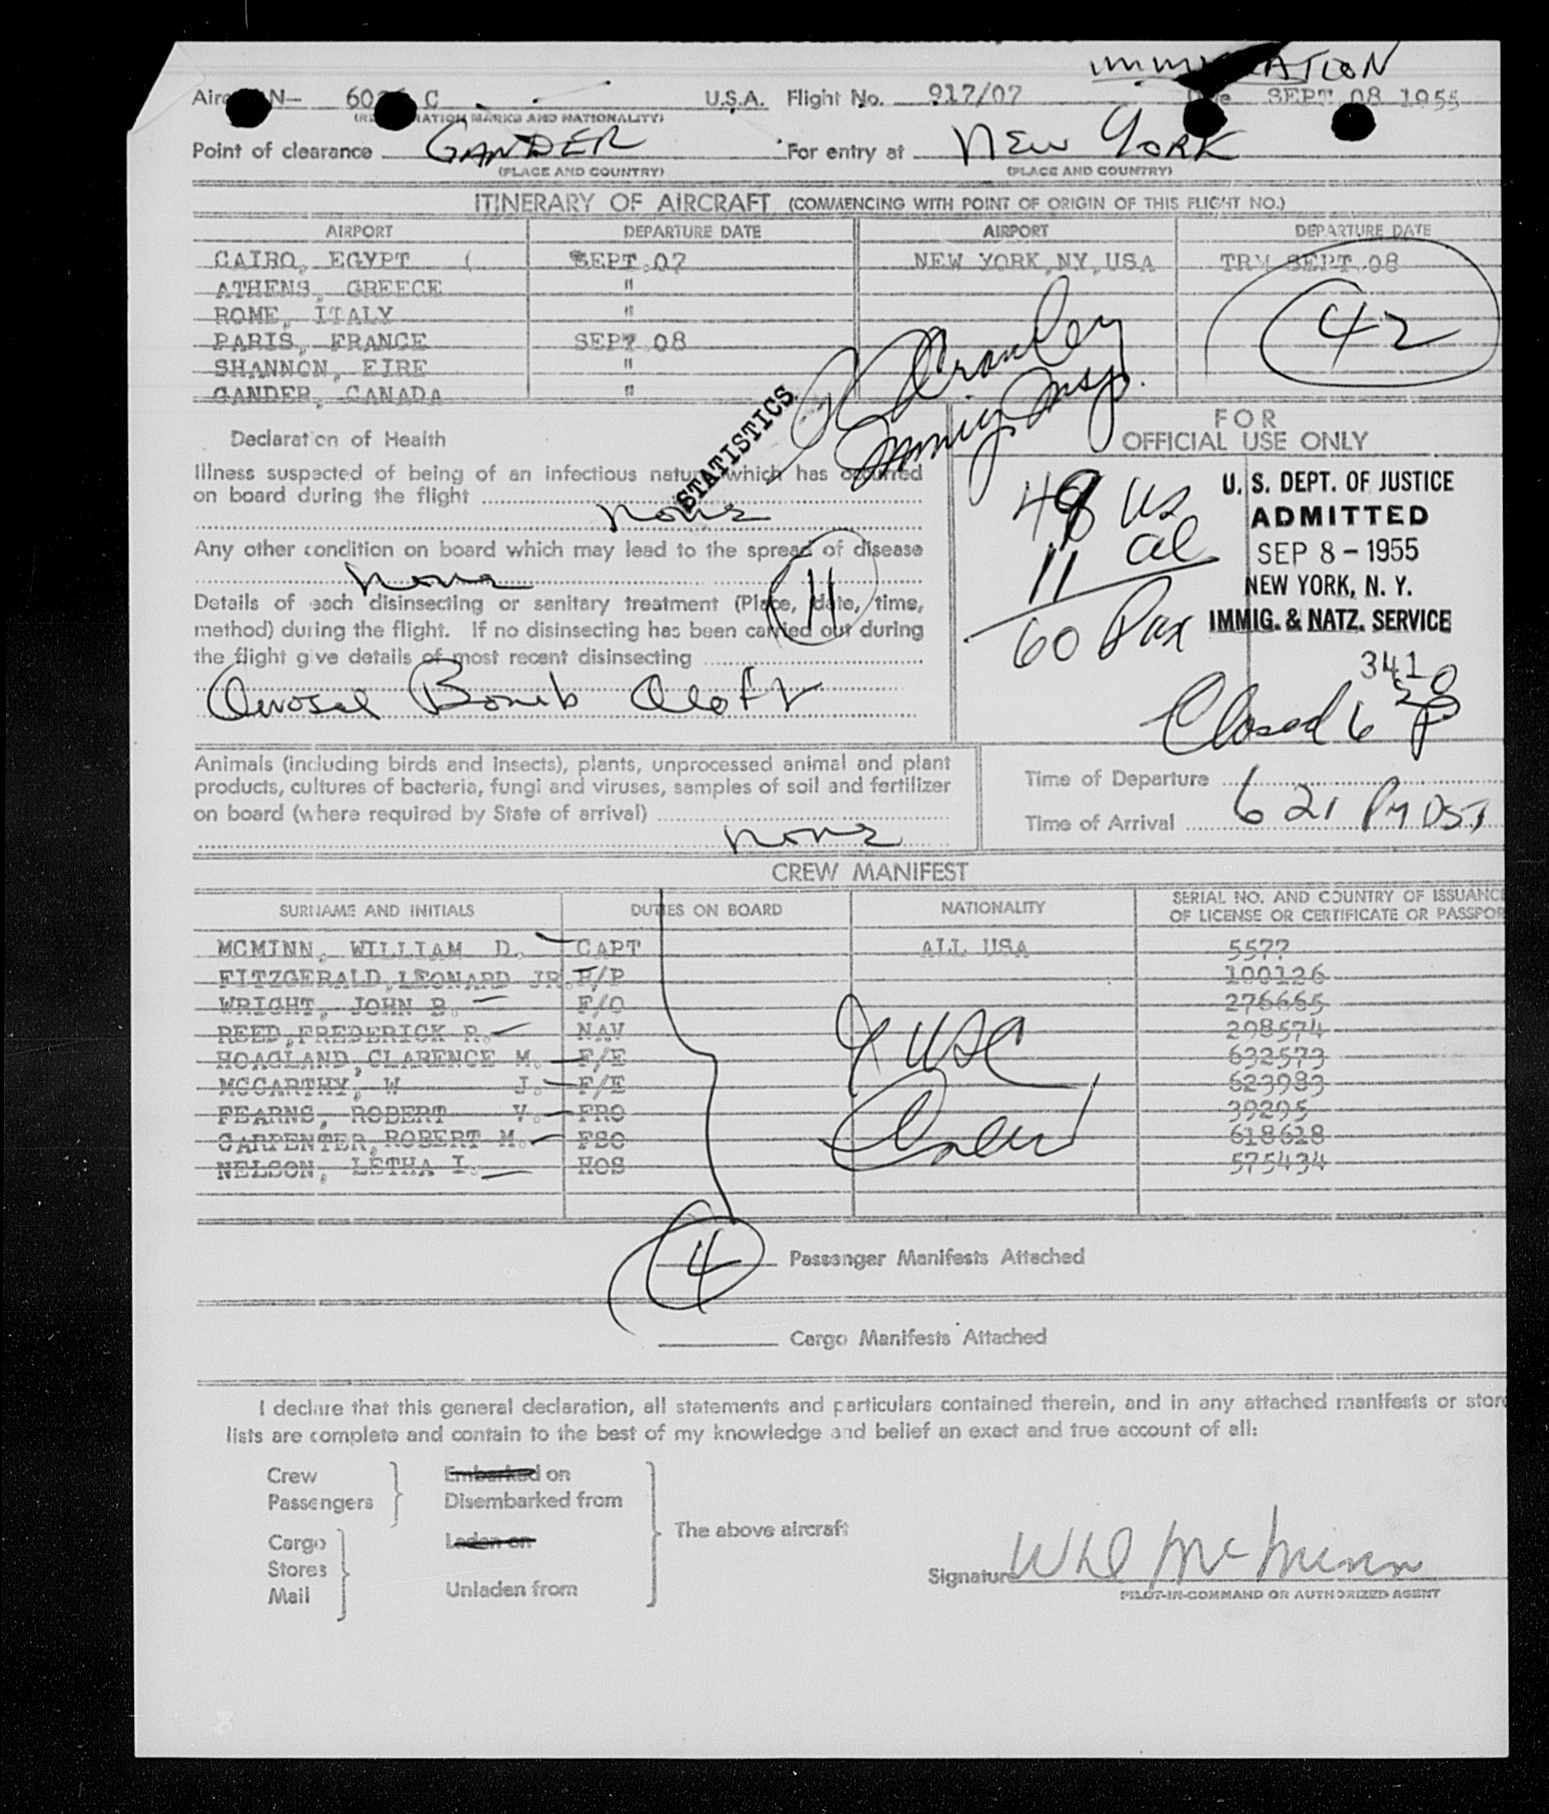 IMMIGRATION
N— 60 C U.S.A. Flight No. 917/07 SEPT 08 1955
MARKS AND NATIONALITY)
Point of clearance GANDER For entry at NEW YORK
(PLACE AND COUNTRY) (PLACE AND COUNTRY)
ITINERARY OF AIRCRAFT (COMMENCING WITH POINT OF ORIGIN OF THIS FLIGHT NO.)
AIRPORT DEPARTURE DATE AIRPORT DEPARTURE DATE
CAIRO, EGYPT ( SEPT 07 NEW YORK, NY, USA TRM SEPT 08
ATHENS, GREECE "
ROME, ITALY "
PARIS, FRANCE SEPT 08
SHANNON, EIRE "
GANDER, CANADA "
42
Immig Insp.
STATISTICS
Declaration of Health
Illness suspected of being of an infectious nature which has occurred
on board during the flight
none
Any other condition on board which may lead to the spread of disease
none
11
Details of each disinsecting or sanitary treatment (Place, date, time,
method) during the flight. If no disinsecting has been carried out during
the flight give details of most recent disinsecting
Bomb Aloft
FOR
OFFICIAL USE ONLY
49 US
11 al
60 Pax
U. S. DEPT. OF JUSTICE
ADMITTED
SEP 8 - 1955
NEW YORK, N. Y.
IMMIG. & NATZ. SERVICE
341
Closed 6 50 P
Animals (including birds and insects), plants, unprocessed animal and plant
products, cultures of bacteria, fungi and viruses, samples of soil and fertilizer
on board (where required by State of arrival)
none
Time of Departure
Time of Arrival 6 21 PM DST
CREW MANIFEST
SURNAME AND INITIALS DUTIES ON BOARD NATIONALITY SERIAL NO. AND COUNTRY OF ISSUANCE
OF LICENSE OR CERTIFICATE OR PASSPOR
MCMINN, WILLIAM D. CAPT ALL USA 5577
FITZGERALD, LEONARD JR. P/P 100126
WRIGHT, JOHN B. F/O 276665
REED, FREDERICK R. NAV 298574
HOAGLAND, CLARENCE M. F/E 632573
MCCARTHY, W J. F/E 623983
FEARNS, ROBERT V. FRO 39295
CARPENTER, ROBERT M. FSO 618618
NELSON, LETHA I. HOS 575434
9 USC
Crew
4 Passenger Manifests Attached
Cargo Manifests Attached
I declare that this general declaration, all statements and particulars contained therein, and in any attached manifests or store
lists are complete and contain to the best of my knowledge and belief an exact and true account of all:
Crew Embarked on
Passengers Disembarked from
The above aircraft
Cargo Laden on
Stores
Mail Unladen from
Signature Wm D McMinn
PILOT-IN-COMMAND OR AUTHORIZED AGENT